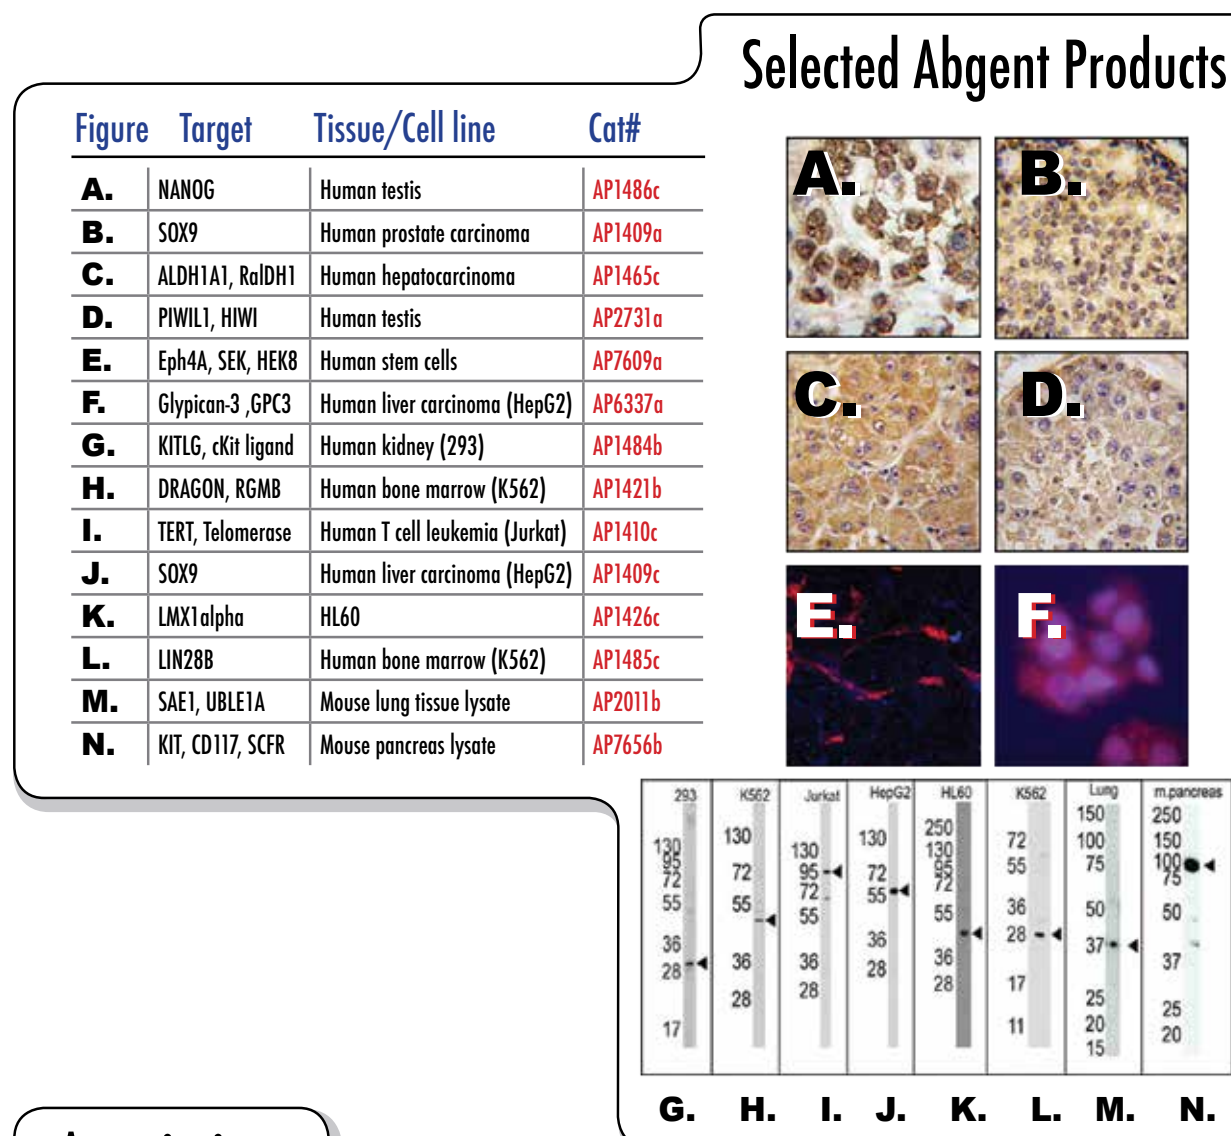 Selected Abgent Products
Figure Target Tissue/Cell line Cat#
A. NANOG Human testis AP1486c
B. SOX9 Human prostate carcinoma AP1409a
C. ALDH1A1, RalDH1 Human hepatocarcinoma AP1465c
D. PIWIL1, HIWI Human testis AP2731a
E. Eph4A, SEK, HEK8 Human stem cells AP7609a
F. Glypican-3 ,GPC3 Human liver carcinoma (HepG2) AP6337a
G. KITLG, cKit ligand Human kidney (293) AP1484b
H. DRAGON, RGMB Human bone marrow (K562) AP1421b
I. TERT, Telomerase Human T cell leukemia (Jurkat) AP1410c
J. SOX9 Human liver carcinoma (HepG2) AP1409c
K. LMX1alpha HL60 AP1426c
L. LIN28B Human bone marrow (K562) AP1485c
M. SAE1, UBLE1A Mouse lung tissue lysate AP2011b
N. KIT, CD117, SCFR Mouse pancreas lysate AP7656b
A. B.
C. D.
E. F.
293
130
95
72
55
36
28
17
K562
130
72
55
36
28
Jurkat
130
95
72
55
36
28
HepG2
130
72
55
36
28
HL60
250
130
95
72
55
36
28
K562
72
55
36
28
17
11
Lung
150
100
75
50
37
25
20
15
m.pancreas
250
150
100
75
50
37
25
20
G. H. I. J. K. L. M. N.